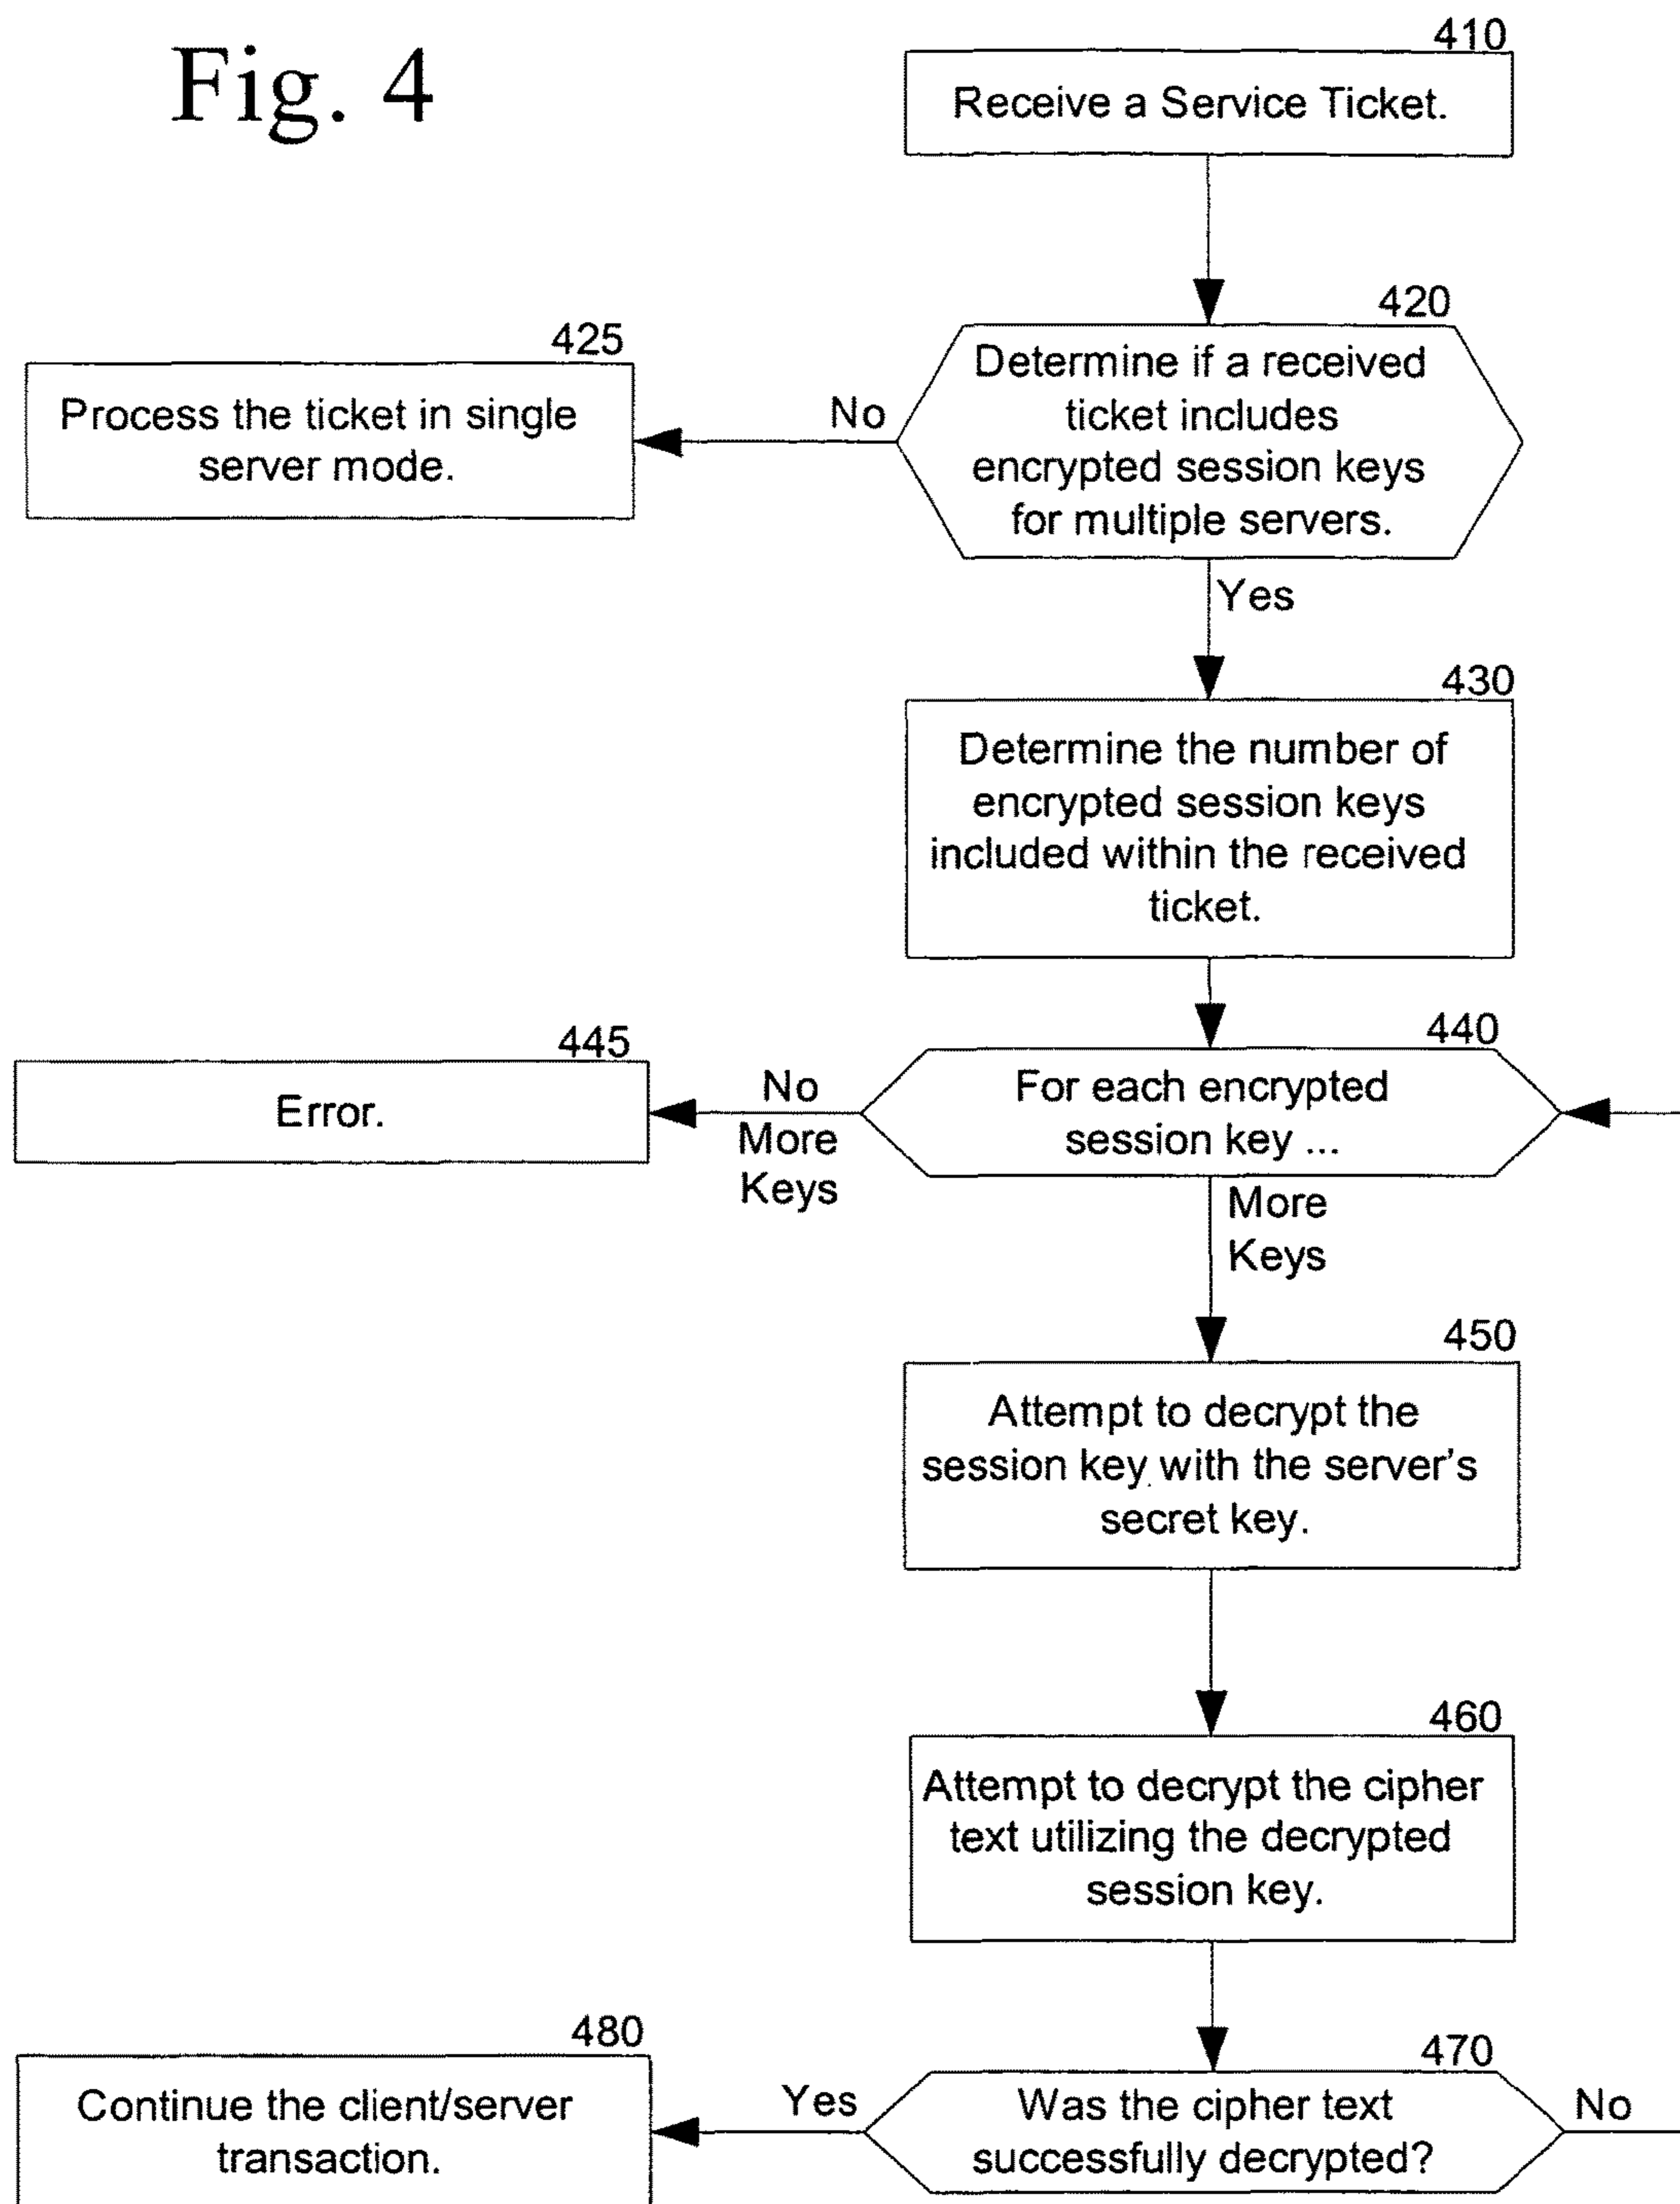 Fig. 4
410
Receive a Service Ticket.
420
Determine if a received
ticket includes
encrypted session keys
for multiple servers.
No
425
Process the ticket in single
server mode.
Yes
430
Determine the number of
encrypted session keys
included within the received
ticket.
440
For each encrypted
session key ...
No
More
Keys
445
Error.
More
Keys
450
Attempt to decrypt the
session key with the server's
secret key.
460
Attempt to decrypt the cipher
text utilizing the decrypted
session key.
470
Was the cipher text
successfully decrypted?
Yes
480
Continue the client/server
transaction.
No